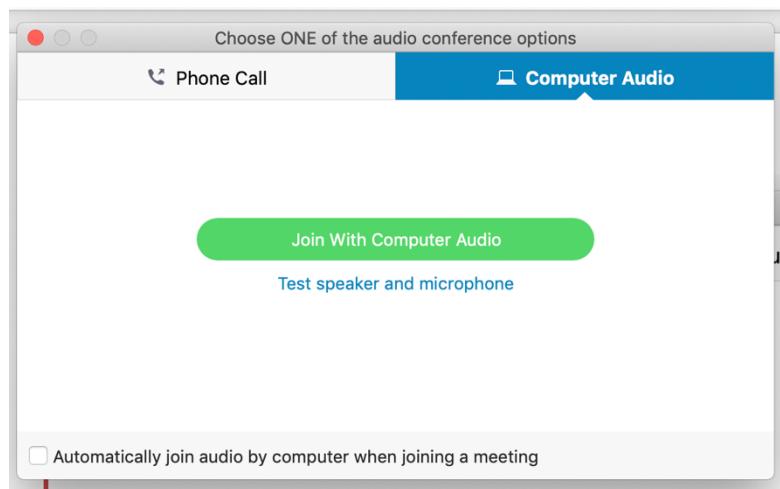 Choose ONE of the audio conference options
Phone Call
Computer Audio
Join With Computer Audio
Test speaker and microphone
Automatically join audio by computer when joining a meeting